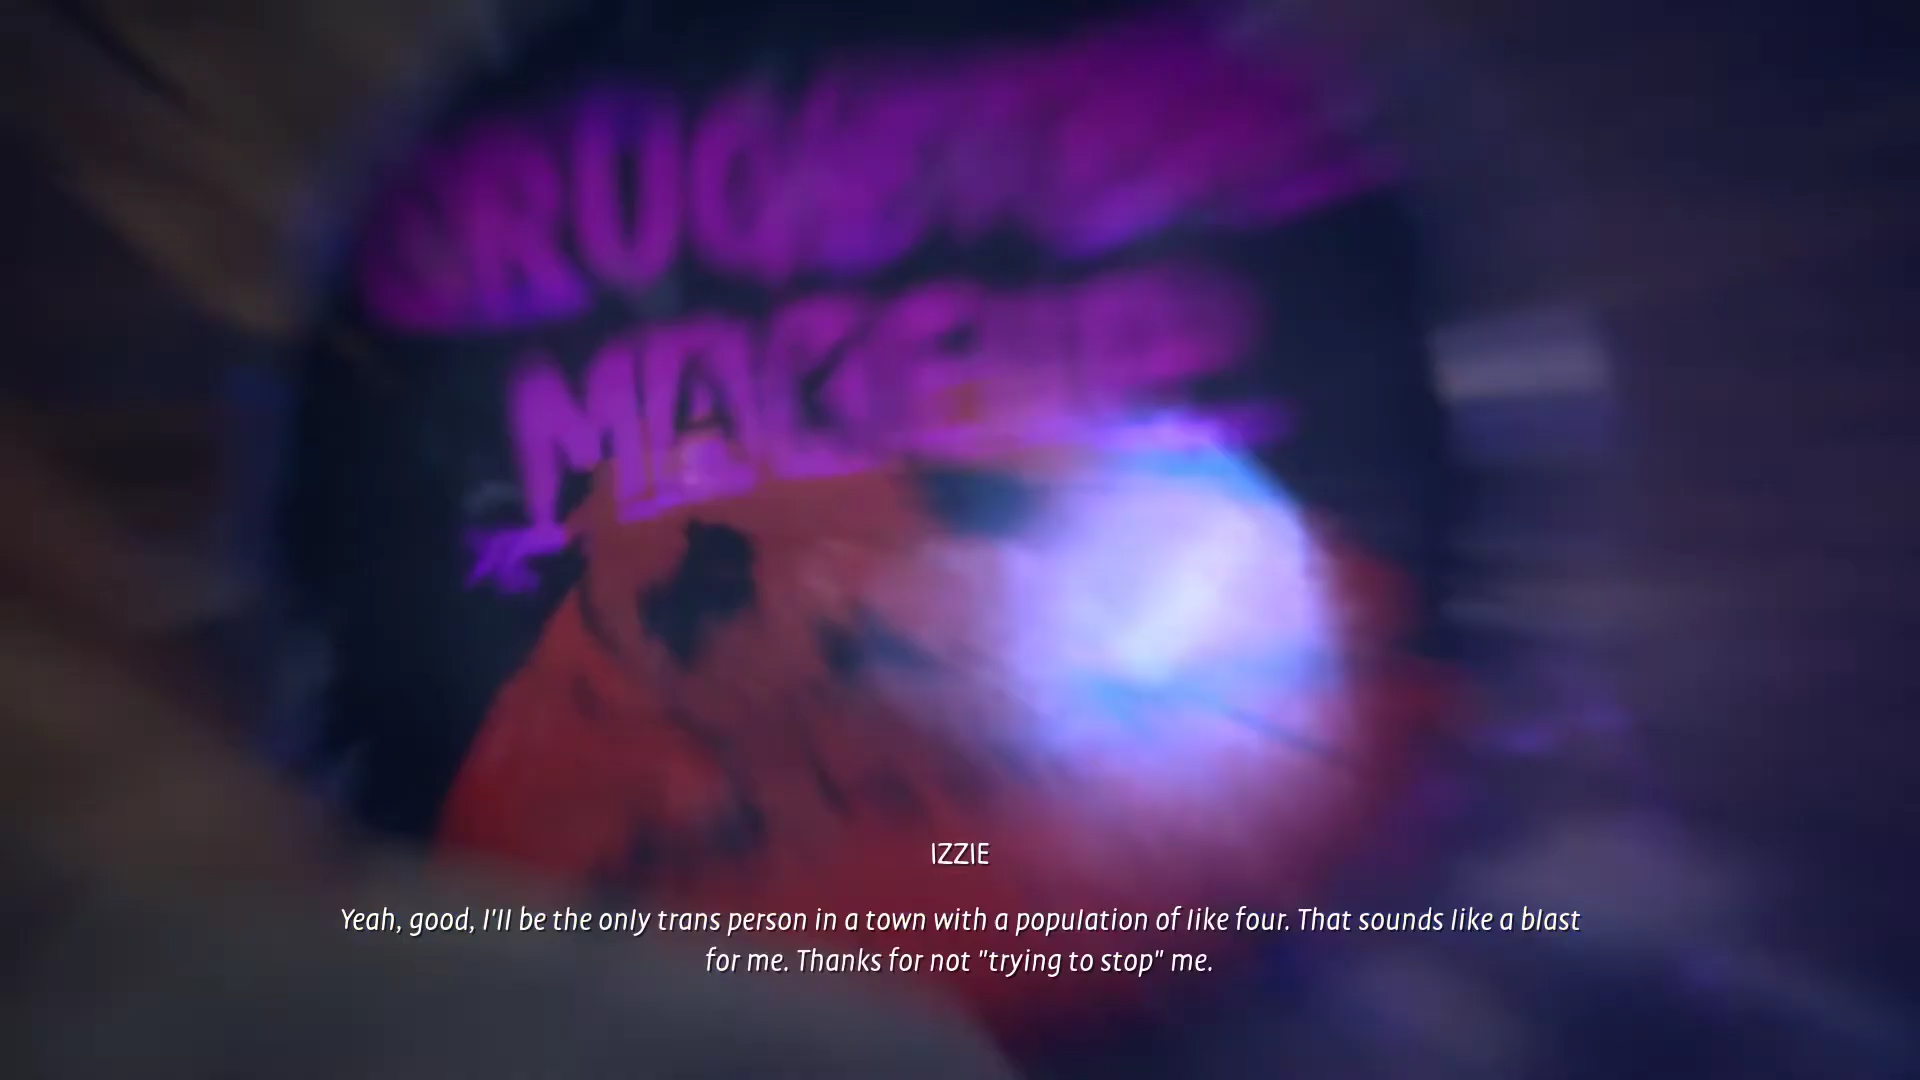 IZZIE
Yeah, good, I'll be the only trans person in a town with a population of like four. That sounds like a blast
for me. Thanks for not "trying to stop" me.